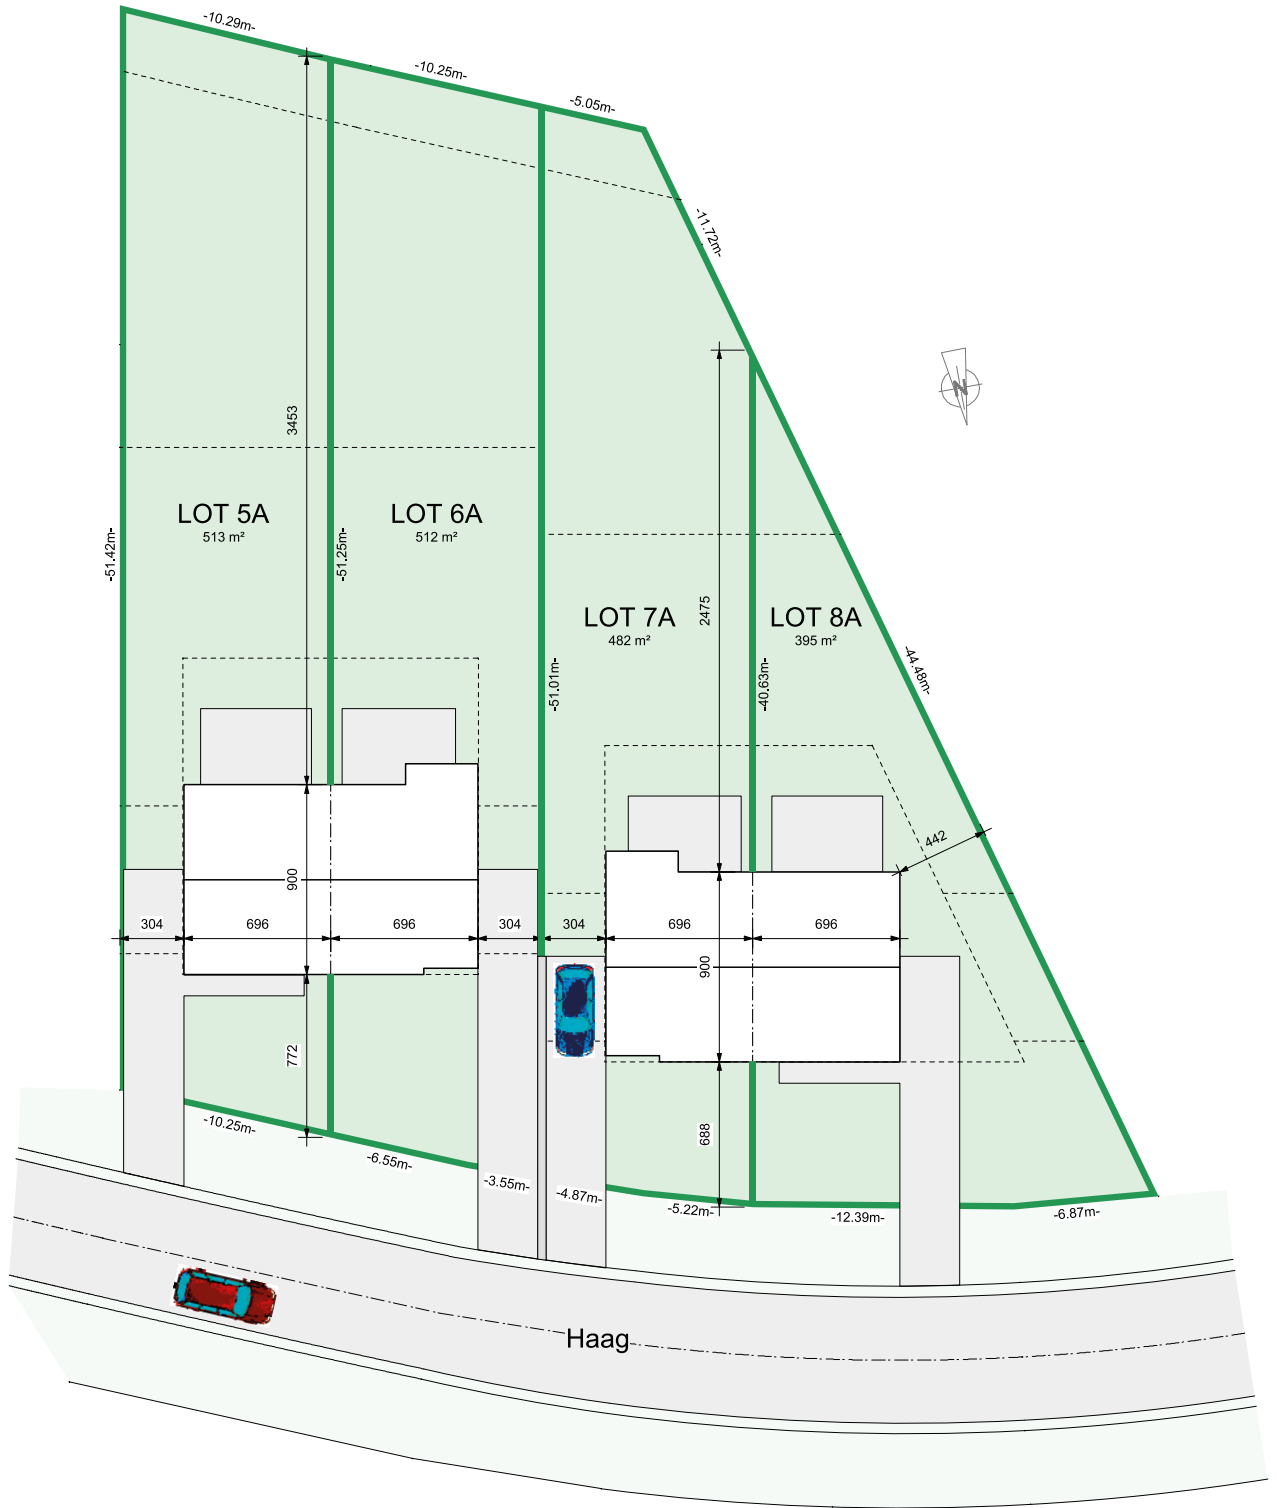 -10.29m-
-10.25m-
-5.05m-
-11.72m-
N
3453
LOT 5A
513 m²
LOT 6A
512 m²
-51.42m-
-51.25m-
2475
LOT 7A
482 m²
LOT 8A
395 m²
-51.01m-
-40.63m-
-44.48m-
442
900
304
696
696
304
304
696
696
900
772
688
-10.25m-
-6.55m-
-3.55m-
-4.87m-
-5.22m-
-12.39m-
-6.87m-
Haag